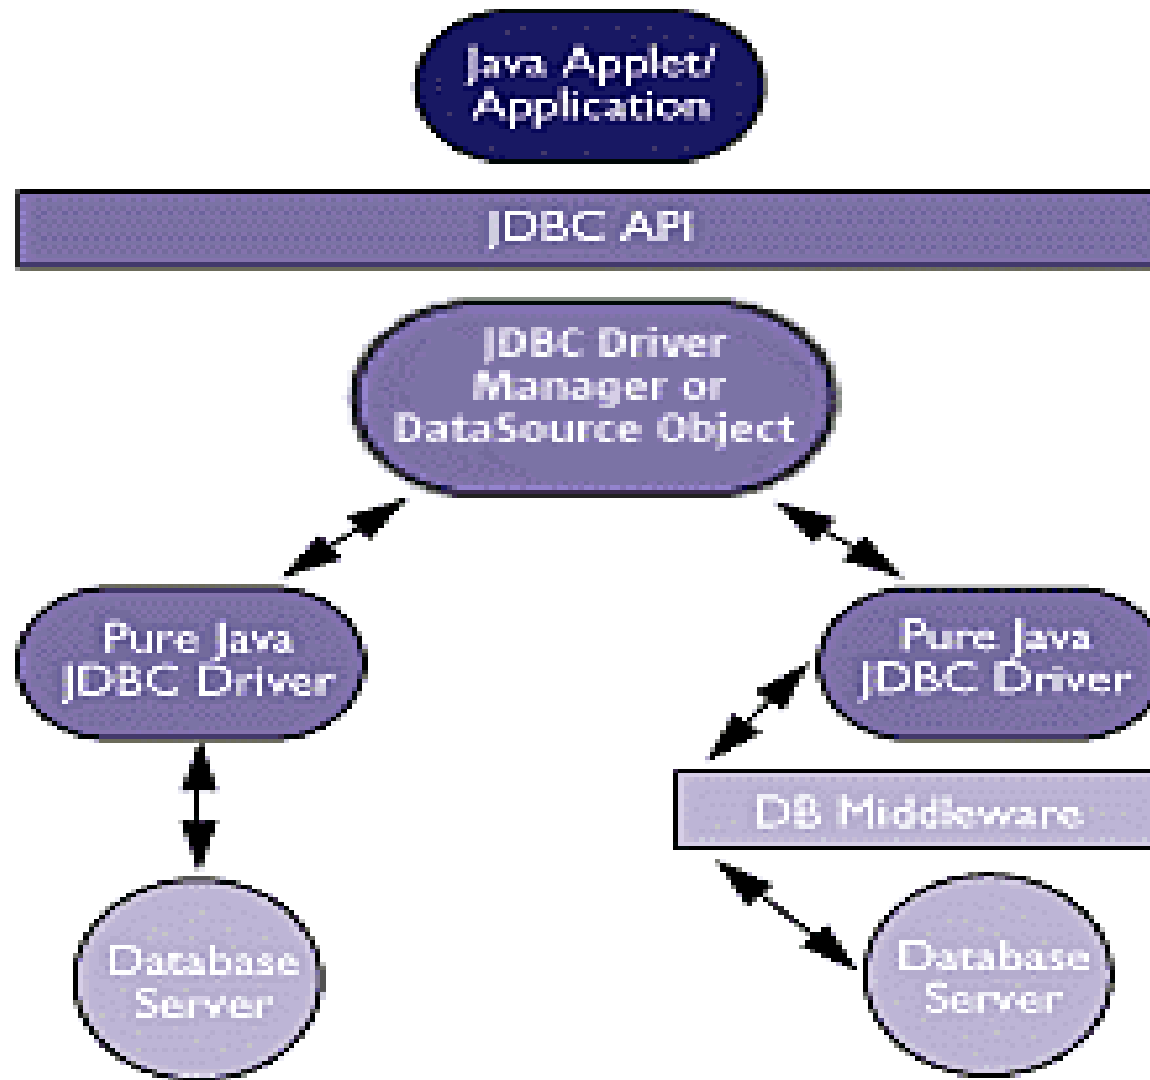 Java Applet/
Application
JDBC API
JDBC Driver
Manager or
DataSource Object
Pure Java
JDBC Driver
Pure Java
JDBC Driver
DB Middleware
Database
Server
Database
Server